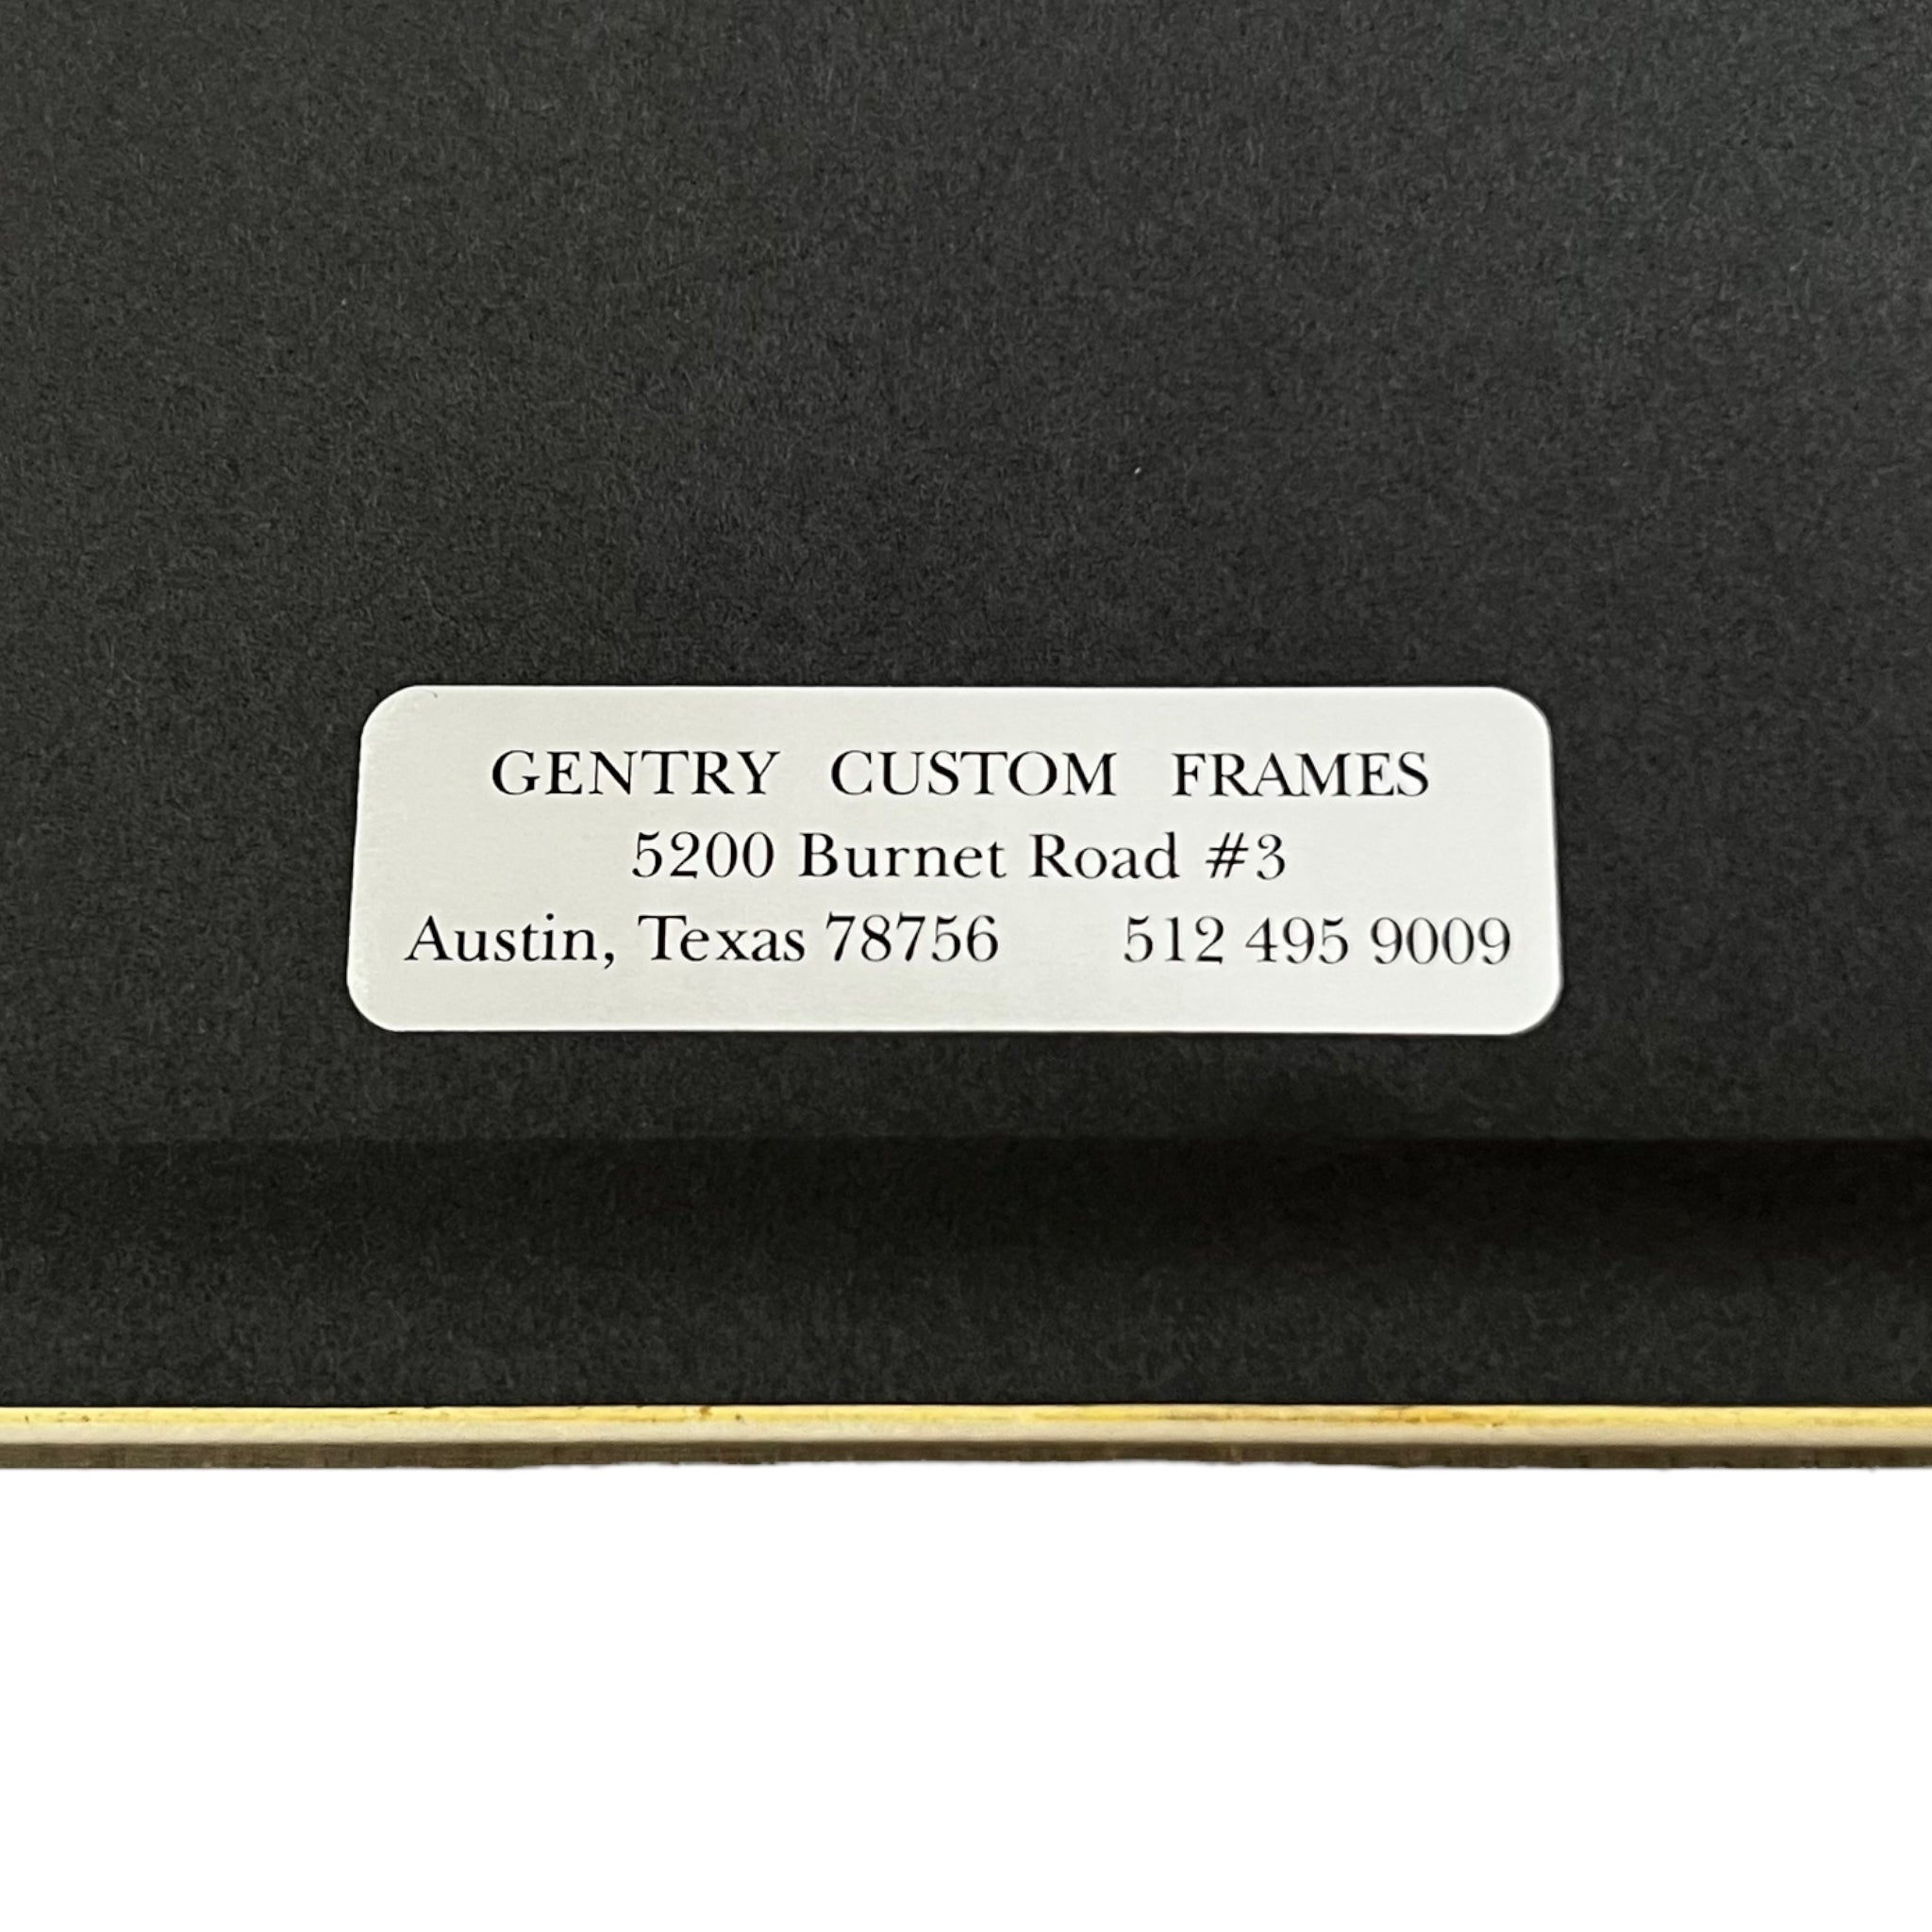 GENTRY CUSTOM FRAMES
5200 Burnet Road #3
Austin, Texas 78756 512 495 9009